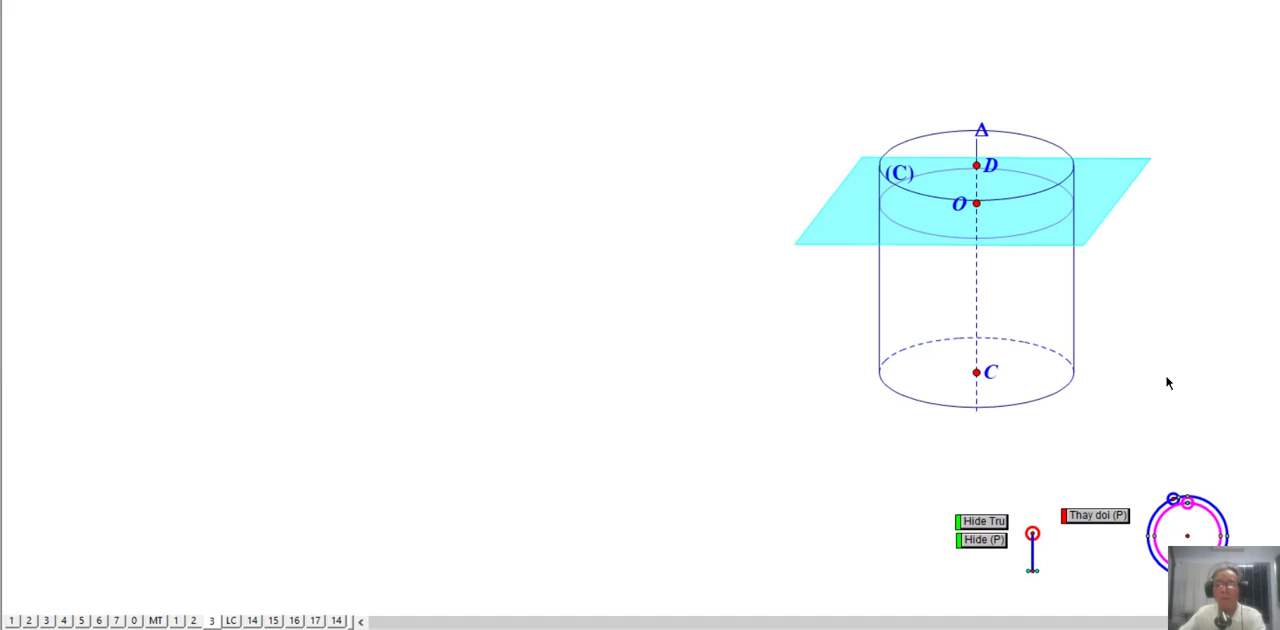 Δ
D
(C)
O
C
Hide Tru
Thay doi (P)
Hide (P)
1 2 3 4 5 6 7 0 MT 1 2 3 LC 14 15 16 17 14 <